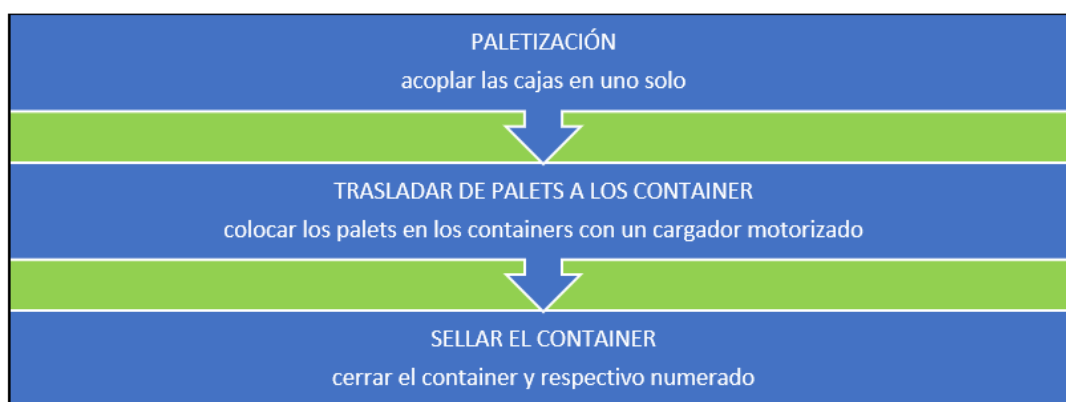 PALETIZACIÓN
acoplar las cajas en uno solo
TRASLADAR DE PALETS A LOS CONTAINER
colocar los palets en los containers con un cargador motorizado
SELLAR EL CONTAINER
cerrar el container y respectivo numerado